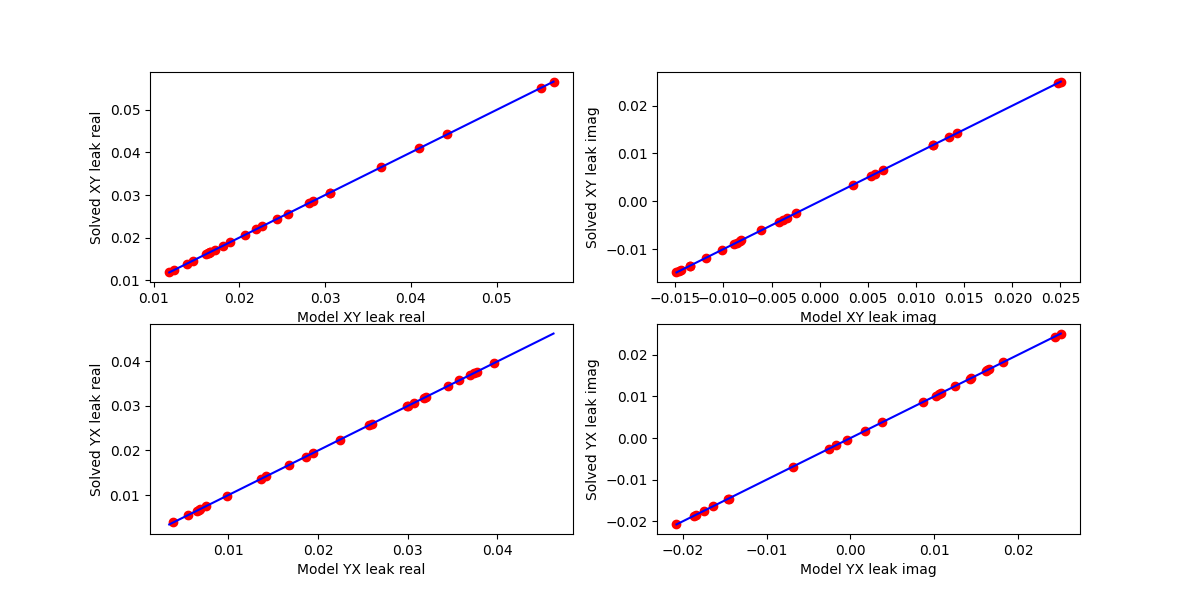 0.05
0.04
0.03
0.02
0.01
Solved XY leak real
0.01 0.02 0.03 0.04 0.05
Model XY leak real
0.02
0.01
0.00
−0.01
Solved XY leak imag
−0.015 −0.010 −0.005 0.000 0.005 0.010 0.015 0.020 0.025
Model XY leak imag
0.04
0.03
0.02
0.01
Solved YX leak real
0.01 0.02 0.03 0.04
Model YX leak real
0.02
0.01
0.00
−0.01
−0.02
Solved YX leak imag
−0.02 −0.01 0.00 0.01 0.02
Model YX leak imag